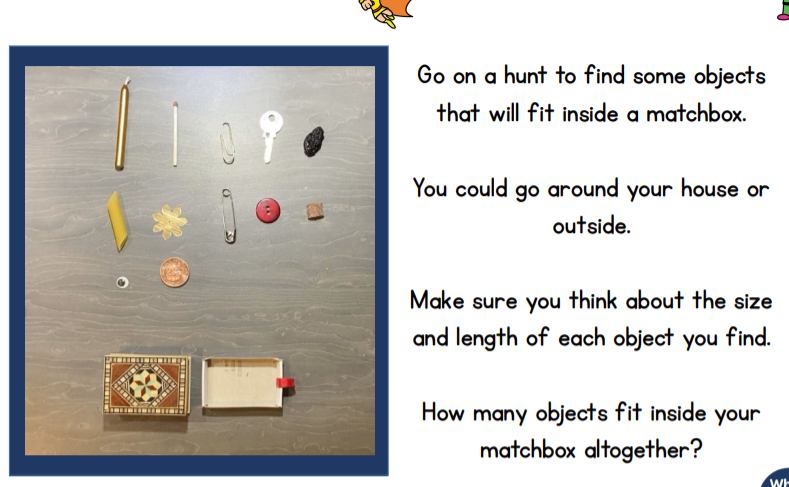 Go on a hunt to find some objects
that will fit inside a matchbox.
You could go around your house or
outside.
Make sure you think about the size
and length of each object you find.
How many objects fit inside your
matchbox altogether?